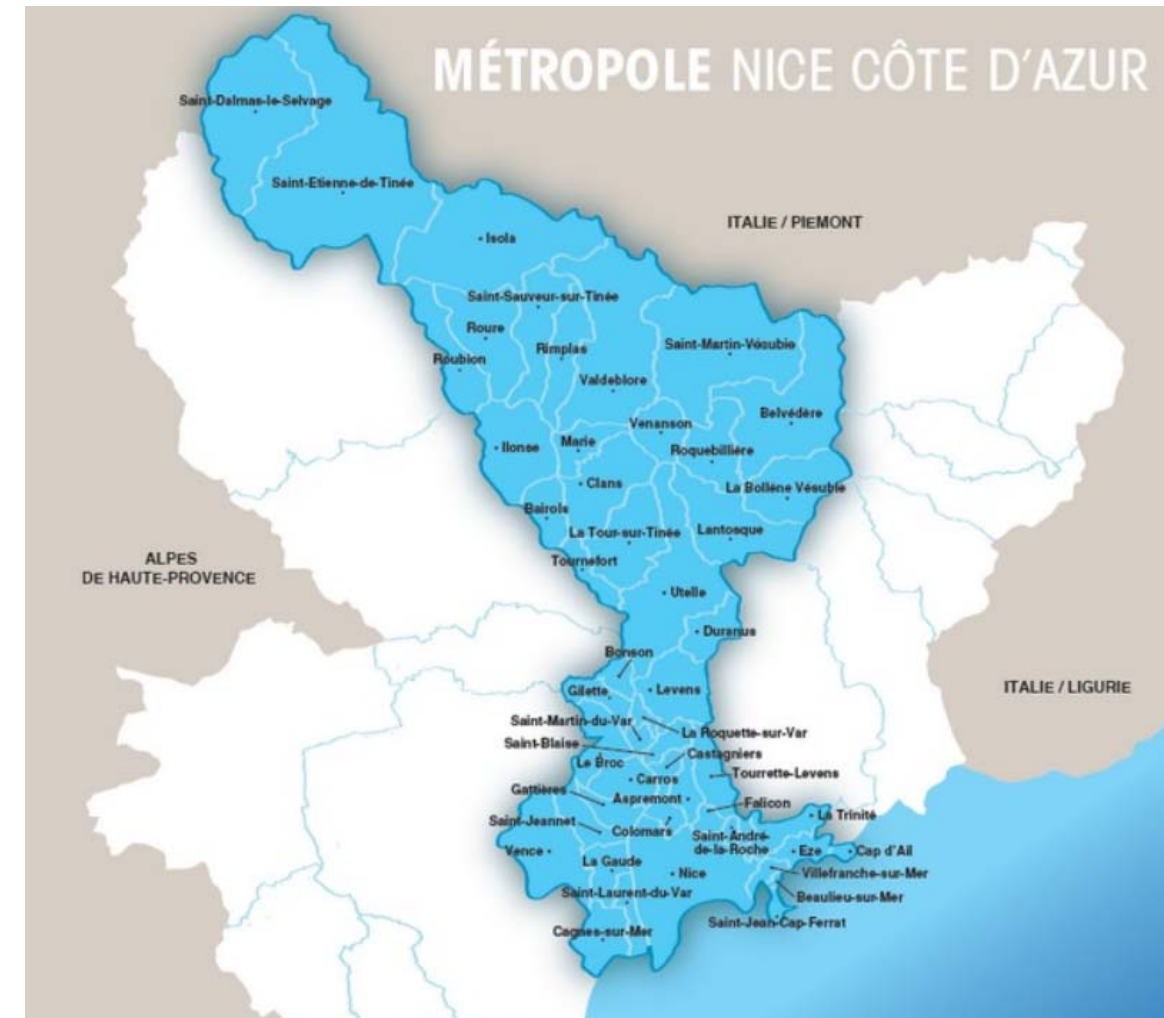 MÉTROPOLE NICE CÔTE D'AZUR
Saint-Dalmas-le-Selvage
Saint-Etienne-de-Tinée
ITALIE / PIEMONT
Isola
Saint-Sauveur-sur-Tinée
Roure
Rimplas
Saint-Martin-Vésubie
Roubion
Valdeblore
Belvédère
Venanson
Ilonse
Marie
Roquebillière
Clans
La Bollène Vésubie
Bairols
La Tour-sur-Tinée
Lantosque
ALPES
DE HAUTE-PROVENCE
Tournefort
Utelle
Duranus
Bonson
Gilette
Levens
ITALIE / LIGURIE
Saint-Martin-du-Var
La Roquette-sur-Var
Saint-Blaise
Castagniers
Le Broc
Tourrette-Levens
Carros
Gattières
Aspremont
Falicon
La Trinité
Saint-Jeannet
Colomars
Saint-André-
de-la-Roche
Vence
Eze
Cap d'Ail
La Gaude
Nice
Villefranche-sur-Mer
Saint-Laurent-du-Var
Beaulieu-sur-Mer
Saint-Jean-Cap-Ferrat
Cagnes-sur-Mer